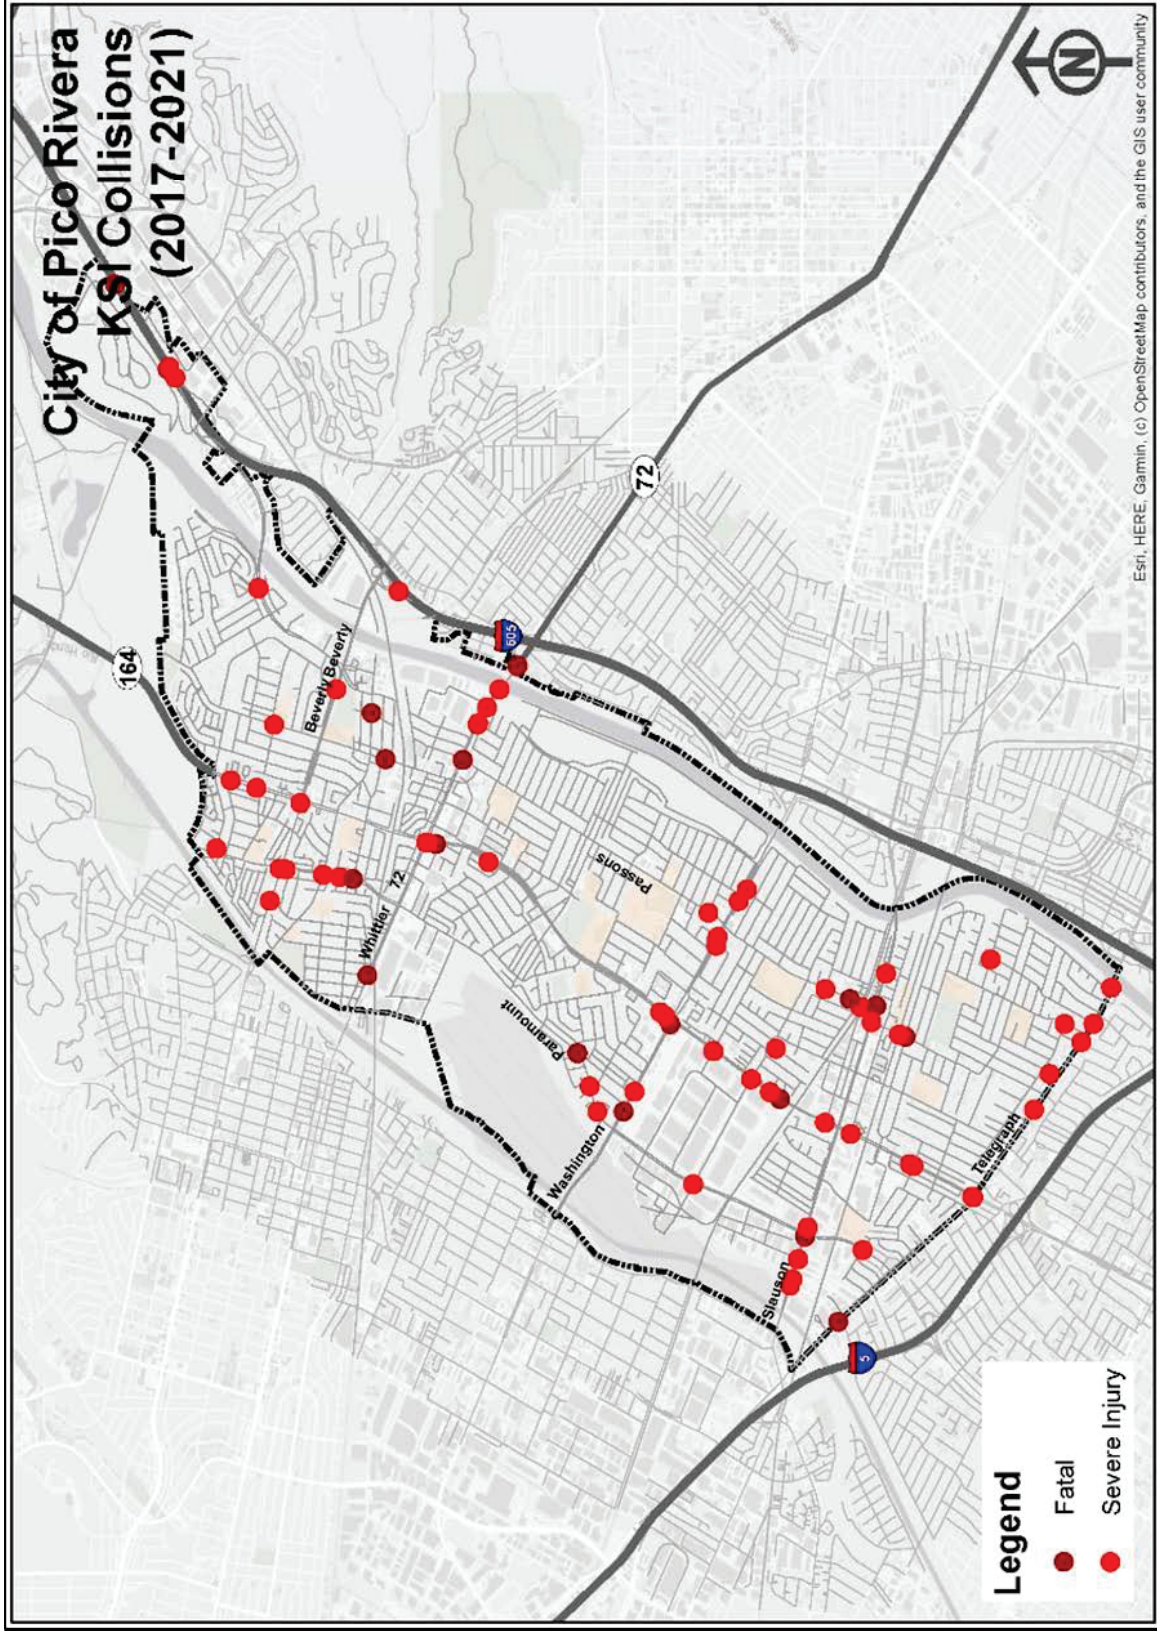 City of Pico Rivera
KSI Collisions
(2017-2021)
N
164
Beverly Beverly
605
72
Whittier
72
Passons
Paramount
Washington
Slauson
Telegraph
5
Legend
Fatal
Severe Injury
Esri, HERE, Garmin, (c) OpenStreetMap contributors, and the GIS user community